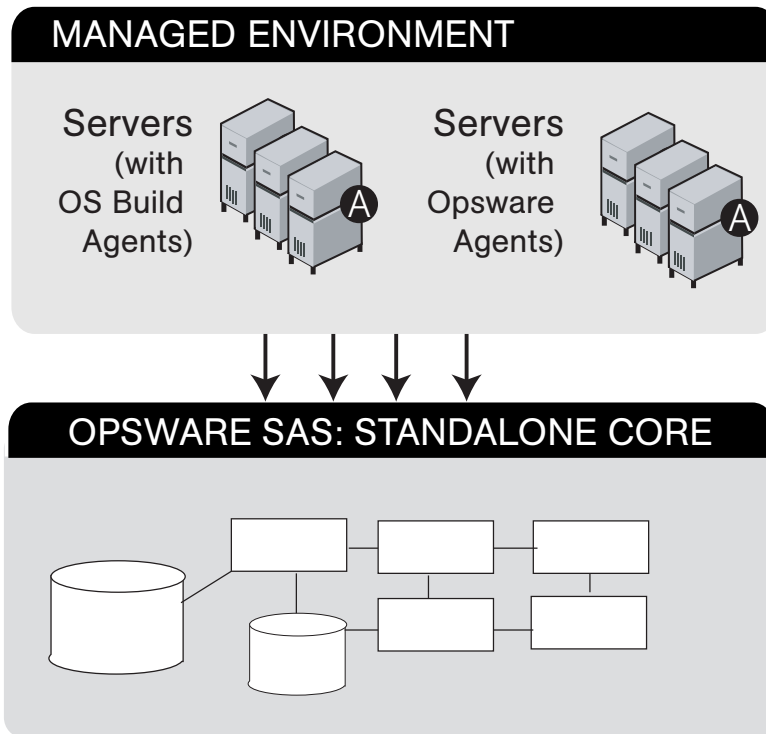 MANAGED ENVIRONMENT
Servers
(with
OS Build
Agents)
A
Servers
(with
Opsware
Agents)
A
OPSWARE SAS: STANDALONE CORE